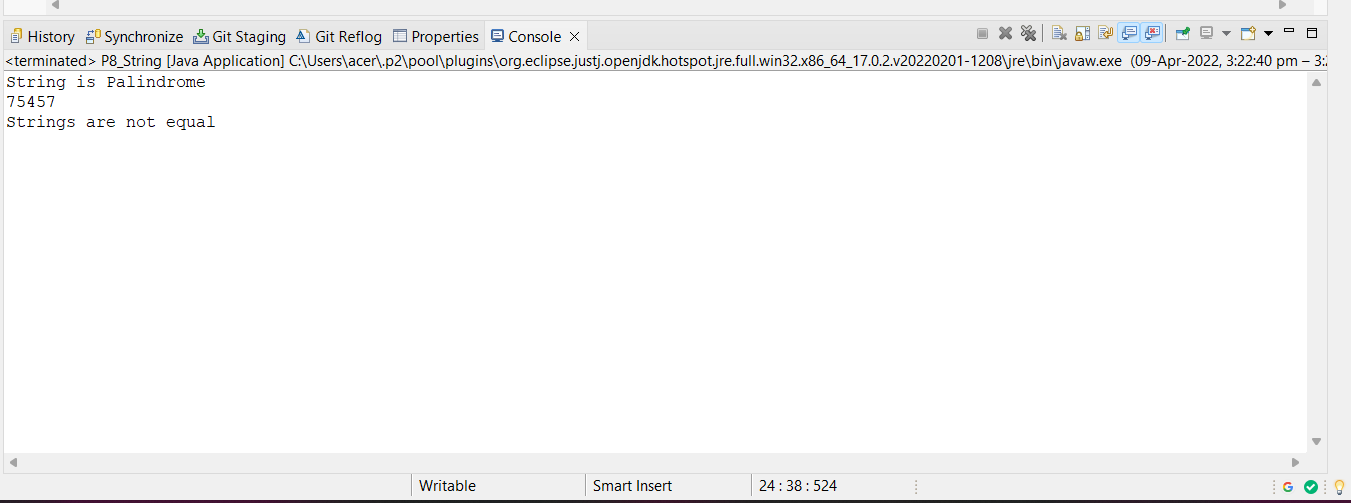 History Synchronize Git Staging Git Reflog Properties Console
<terminated> P8_String [Java Application] C:\Users\acer\.p2\pool\plugins\org.eclipse.justj.openjdk.hotspot.jre.full.win32.x86_64_17.0.2.v20220201-1208\jre\bin\javaw.exe (09-Apr-2022, 3:22:40 pm – 3:2
String is Palindrome
75457
Strings are not equal
Writable Smart Insert 24 : 38 : 524